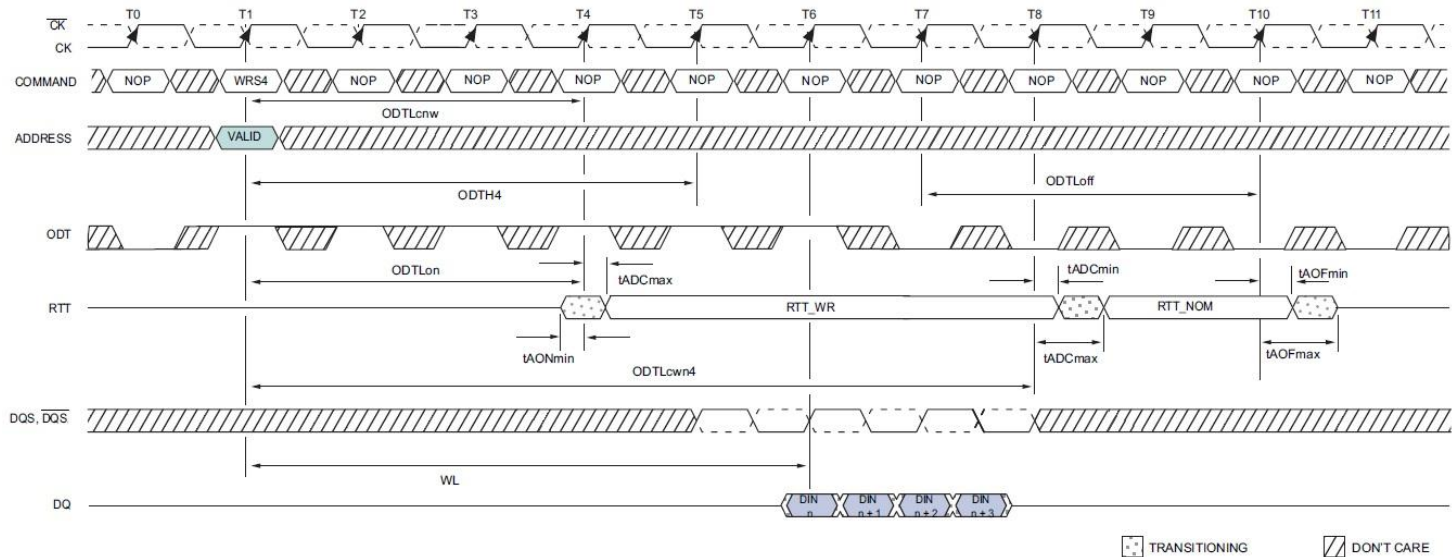 T0 T1 T2 T3 T4 T5 T6 T7 T8 T9 T10 T11
CK
CK
COMMAND NOP WRS4 NOP NOP NOP NOP NOP NOP NOP NOP NOP NOP
ODTLcnw
ADDRESS VALID
ODTH4 ODTLoff
ODT
ODTLon tADCmax tADCmin tAOFmin
RTT RTT_WR RTT_NOM
tAONmin tADCmax tAOFmax
ODTLcwn4
DQS, DQS
WL
DQ DIN n DIN n + 1 DIN n + 2 DIN n + 3
TRANSITIONING DON'T CARE